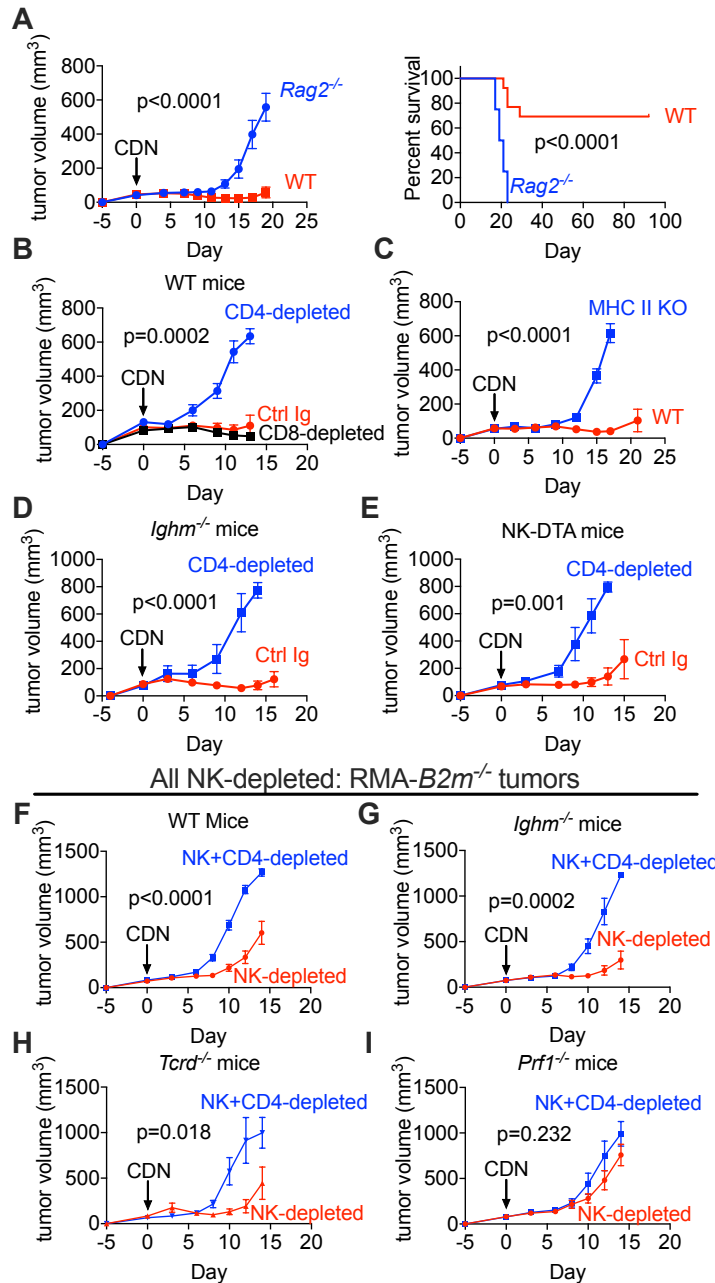 A
tumor volume (mm³)
800
600
400
200
0
p<0.0001
CDN
Rag2-/-
WT
-5 0 5 10 15 20 25
Day
Percent survival
100
80
60
40
20
0
WT
p<0.0001
Rag2-/-
0 20 40 60 80 100
Day
B
WT mice
tumor volume (mm³)
800
600
400
200
0
CD4-depleted
p=0.0002
CDN
Ctrl Ig
CD8-depleted
-5 0 5 10 15 20
Day
C
tumor volume (mm³)
800
600
400
200
0
MHC II KO
p<0.0001
CDN
WT
-5 0 5 10 15 20 25
Day
D
Ighm-/- mice
tumor volume (mm³)
1000
800
600
400
200
0
CD4-depleted
p<0.0001
CDN
Ctrl Ig
-5 0 5 10 15 20
Day
E
NK-DTA mice
tumor volume (mm³)
1000
800
600
400
200
0
CD4-depleted
p=0.001
CDN
Ctrl Ig
-5 0 5 10 15 20
Day
All NK-depleted: RMA-B2m-/- tumors
F
WT Mice
tumor volume (mm³)
1500
1000
500
0
NK+CD4-depleted
p<0.0001
CDN
NK-depleted
-5 0 5 10 15 20
Day
G
Ighm-/- mice
tumor volume (mm³)
1500
1000
500
0
NK+CD4-depleted
p=0.0002
CDN
NK-depleted
-5 0 5 10 15 20
Day
H
Tcrd-/- mice
tumor volume (mm³)
1500
1000
500
0
NK+CD4-depleted
p=0.018
CDN
NK-depleted
-5 0 5 10 15 20
Day
I
Prf1-/- mice
tumor volume (mm³)
1500
1000
500
0
NK+CD4-depleted
p=0.232
CDN
NK-depleted
-5 0 5 10 15 20
Day